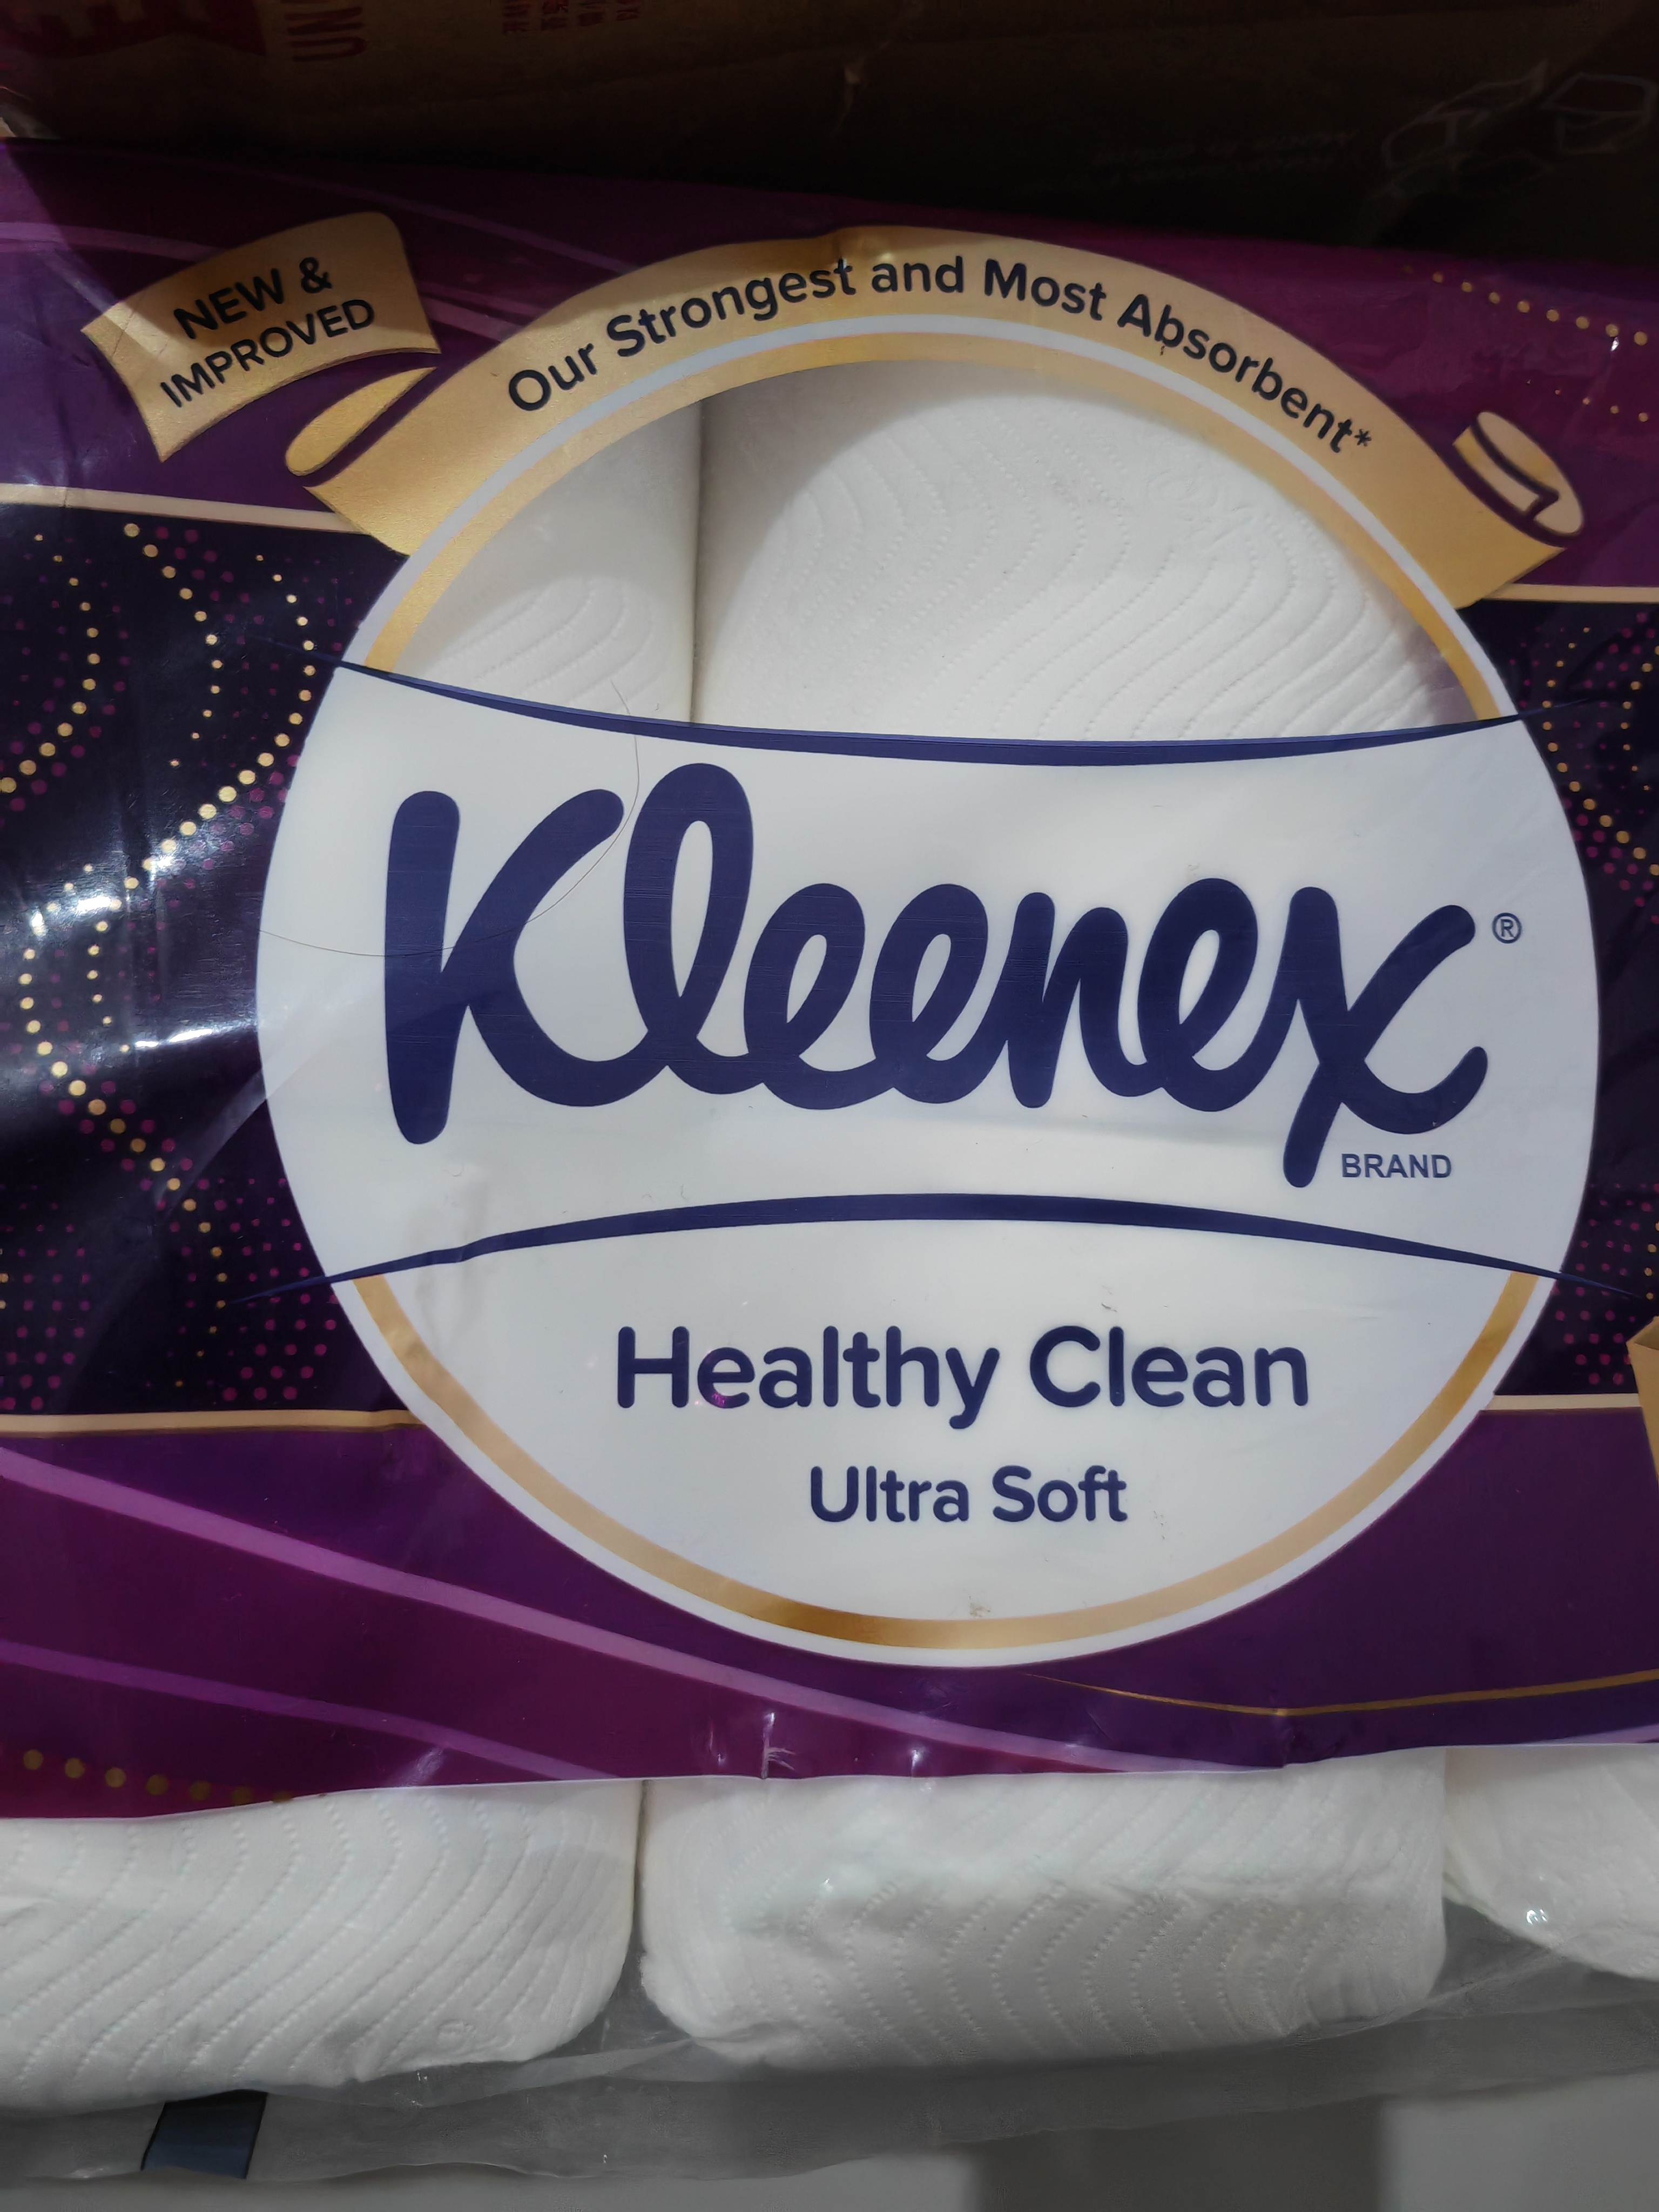 NEW &
IMPROVED
Our Strongest and Most Absorbent*
Kleenex®
BRAND
Healthy Clean
Ultra Soft